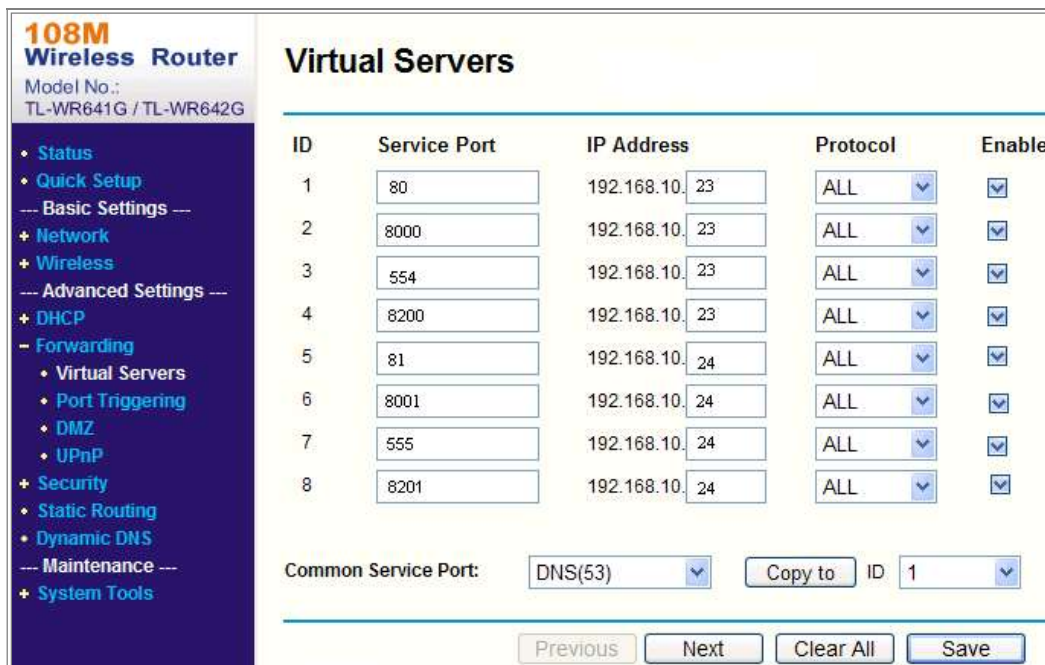 108M
Wireless Router
Model No.:
TL-WR641G / TL-WR642G
Status
Quick Setup
--- Basic Settings ---
Network
Wireless
--- Advanced Settings ---
DHCP
Forwarding
Virtual Servers
Port Triggering
DMZ
UPnP
Security
Static Routing
Dynamic DNS
--- Maintenance ---
System Tools
Virtual Servers
ID Service Port IP Address Protocol Enable
1 80 192.168.10. 23 ALL
2 8000 192.168.10. 23 ALL
3 554 192.168.10. 23 ALL
4 8200 192.168.10. 23 ALL
5 81 192.168.10. 24 ALL
6 8001 192.168.10. 24 ALL
7 555 192.168.10. 24 ALL
8 8201 192.168.10. 24 ALL
Common Service Port: DNS(53) Copy to ID 1
Previous Next Clear All Save